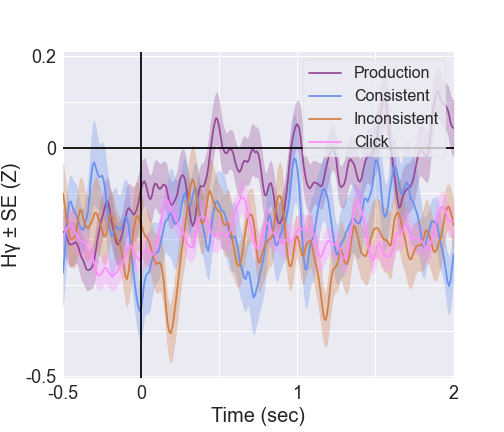 0.2
0
-0.5
Hγ ± SE (Z)
Production
Consistent
Inconsistent
Click
-0.5 0 1 2
Time (sec)